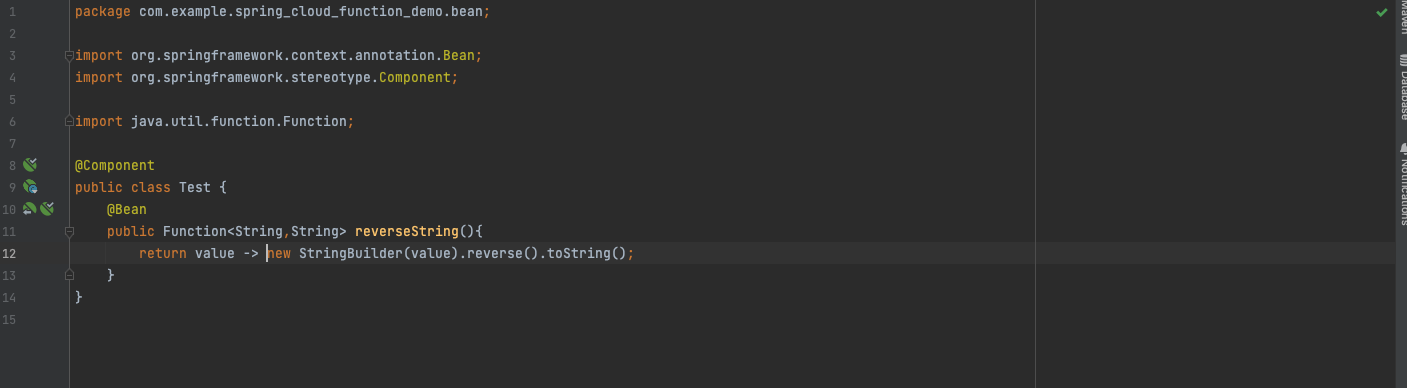 1 package com.example.spring_cloud_function_demo.bean;
2
3 import org.springframework.context.annotation.Bean;
4 import org.springframework.stereotype.Component;
5
6 import java.util.function.Function;
7
8 @Component
9 public class Test {
10     @Bean
11     public Function<String,String> reverseString(){
12         return value -> new StringBuilder(value).reverse().toString();
13     }
14 }
15
Maven
Database
Notifications